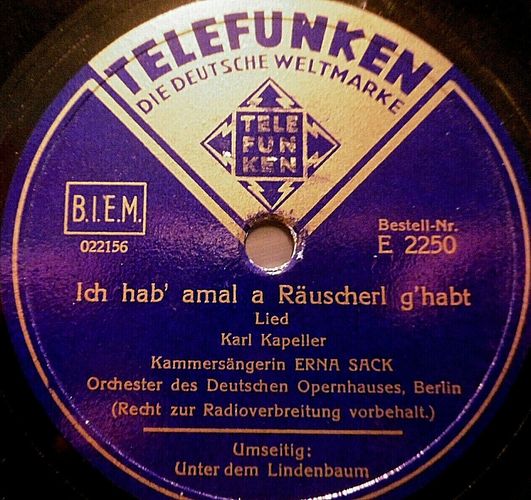 TELEFUNKEN
DIE DEUTSCHE WELTMARKE
TELE
FUN
KEN
B.I.E.M.
022156
Bestell-Nr.
E 2250
Ich hab' amal a Räuscherl g'habt
Lied
Karl Kapeller
Kammersängerin ERNA SACK
Orchester des Deutschen Opernhauses, Berlin
(Recht zur Radioverbreitung vorbehalt.)
Umseitig:
Unter dem Lindenbaum